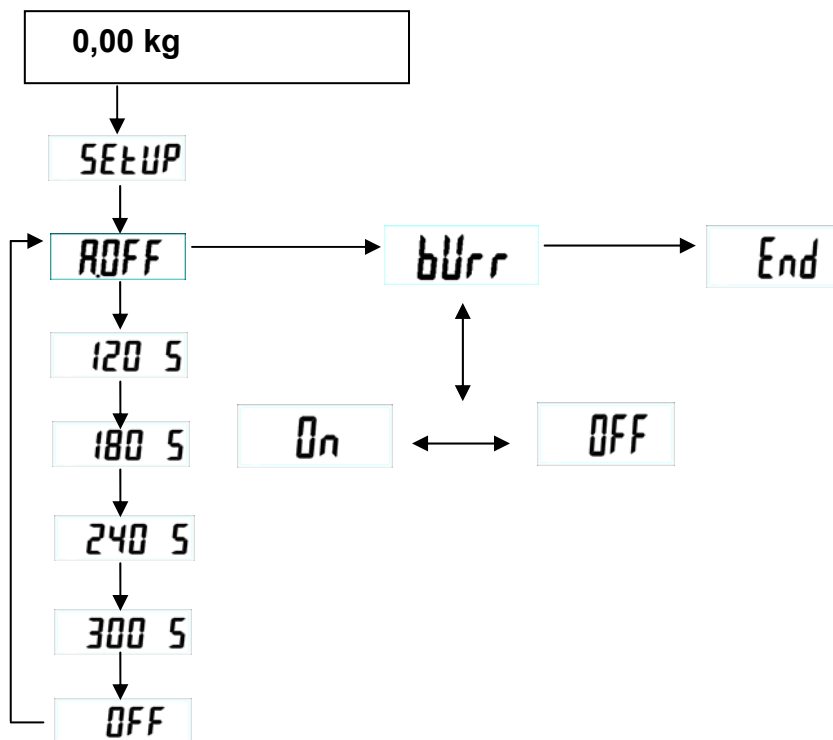 0,00 kg
SEtUP
A.OFF
bUrr
End
120 S
180 S
On
OFF
240 S
300 S
OFF